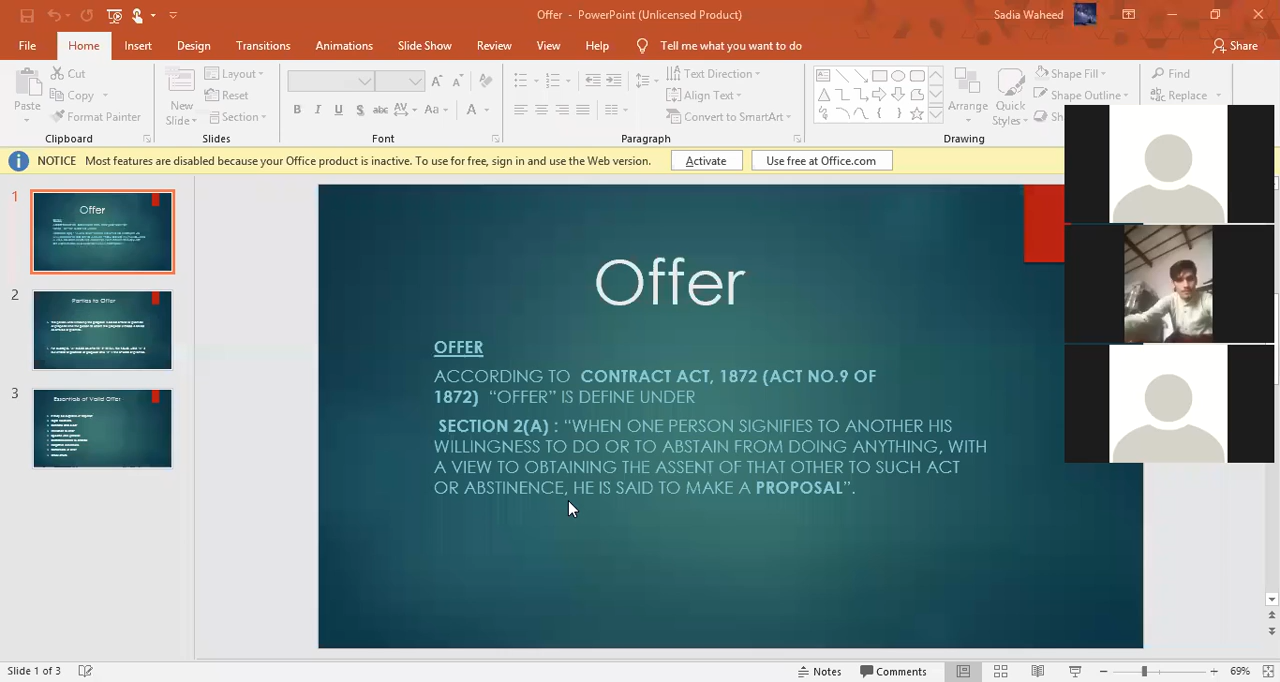 Offer - PowerPoint (Unlicensed Product)
Sadia Waheed
File Home Insert Design Transitions Animations Slide Show Review View Help Tell me what you want to do
Share
Paste
Cut
Copy
Format Painter
Clipboard
New Slide
Layout
Reset
Section
Slides
B I U S abc AV Aa A
Font
Text Direction
Align Text
Convert to SmartArt
Paragraph
Arrange
Quick Styles
Shape Fill
Shape Outline
Drawing
Find
Replace
NOTICE Most features are disabled because your Office product is inactive. To use for free, sign in and use the Web version.
Activate
Use free at Office.com
1
Offer
2
Parties to Offer
3
Essentials of Valid Offer
Offer
OFFER
ACCORDING TO CONTRACT ACT, 1872 (ACT NO.9 OF
1872) “OFFER” IS DEFINE UNDER
SECTION 2(A) : “WHEN ONE PERSON SIGNIFIES TO ANOTHER HIS
WILLINGNESS TO DO OR TO ABSTAIN FROM DOING ANYTHING, WITH
A VIEW TO OBTAINING THE ASSENT OF THAT OTHER TO SUCH ACT
OR ABSTINENCE, HE IS SAID TO MAKE A PROPOSAL”.
Slide 1 of 3
Notes
Comments
69%